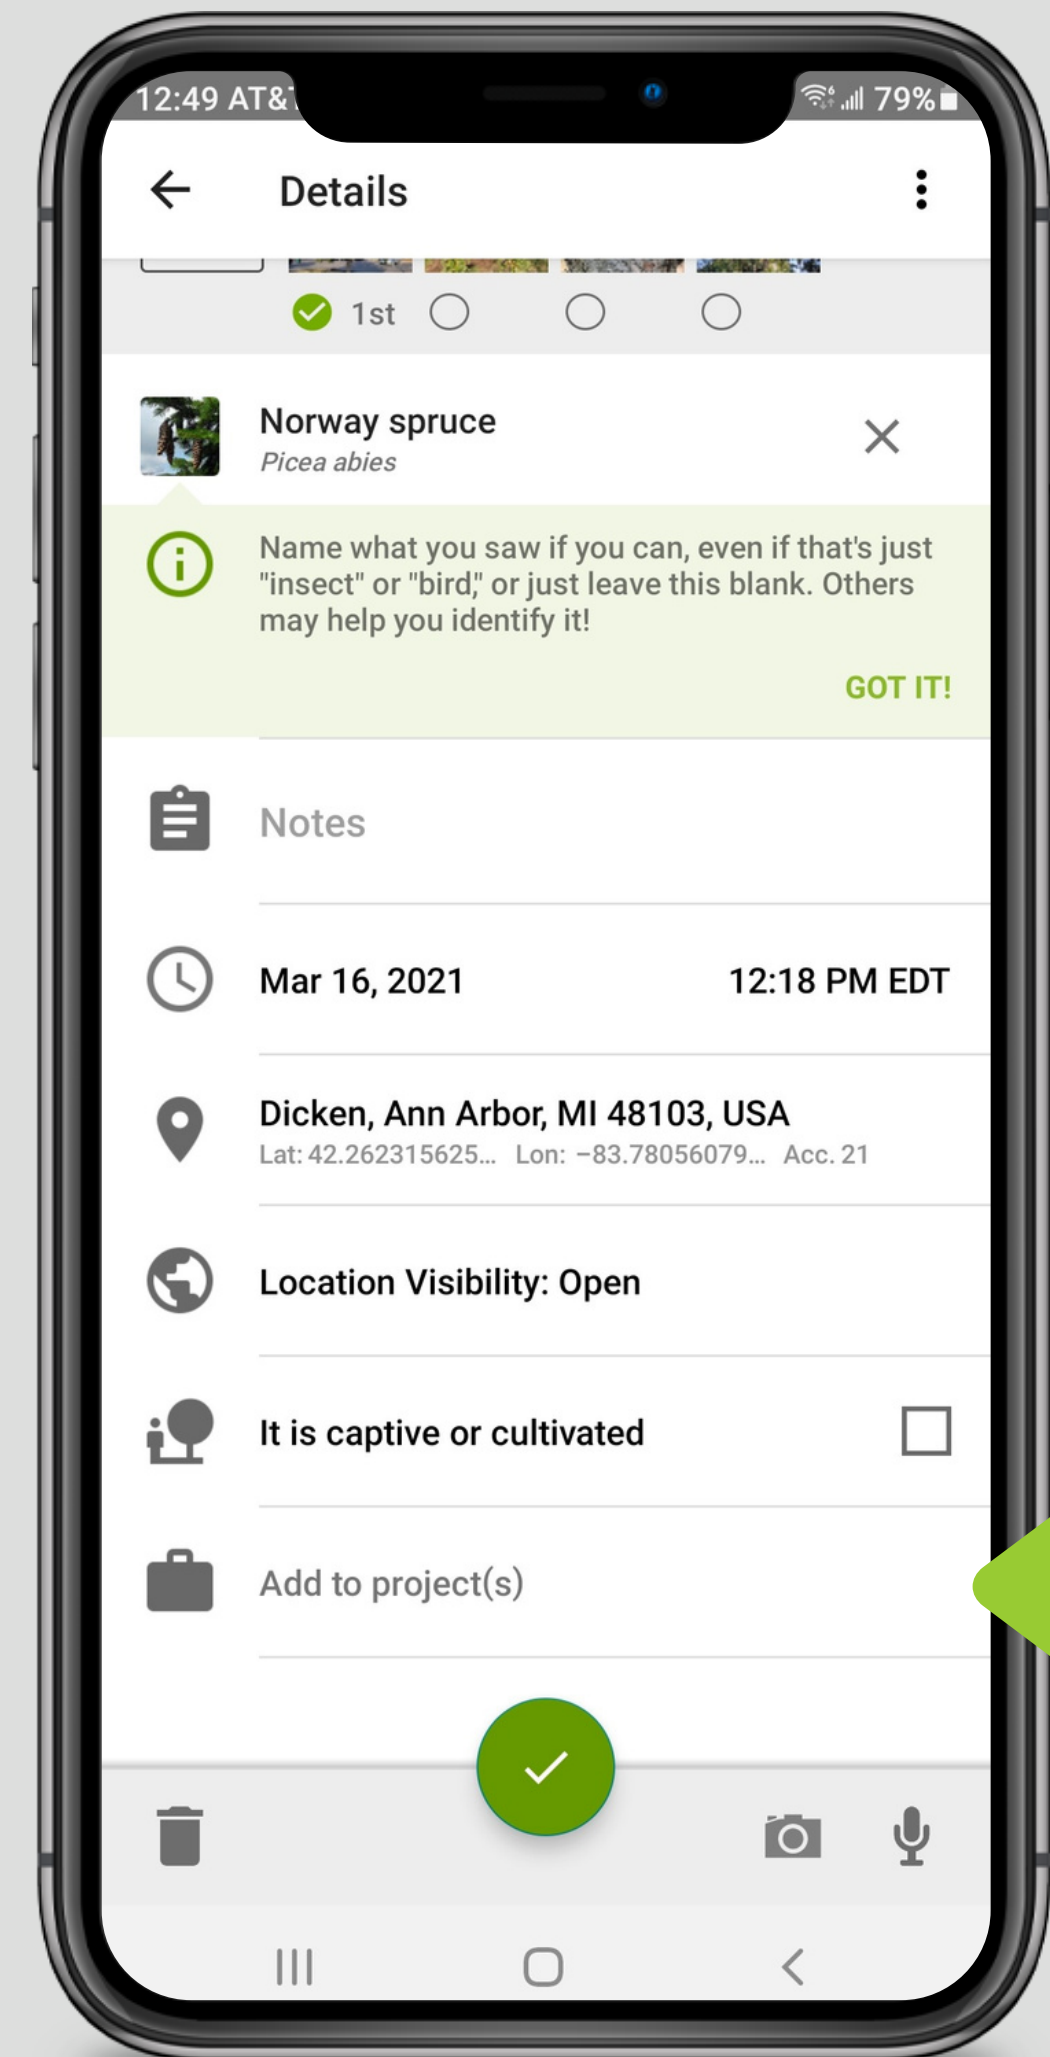 12:49 AT&T 79%
Details
1st
Norway spruce
Picea abies
Name what you saw if you can, even if that's just
"insect" or "bird," or just leave this blank. Others
may help you identify it!
GOT IT!
Notes
Mar 16, 2021 12:18 PM EDT
Dicken, Ann Arbor, MI 48103, USA
Lat: 42.262315625... Lon: −83.78056079... Acc. 21
Location Visibility: Open
It is captive or cultivated
Add to project(s)